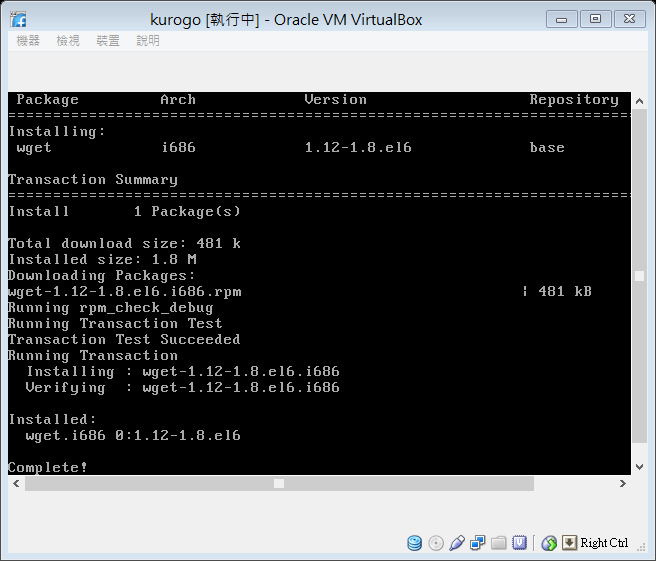 kurogo [執行中] - Oracle VM VirtualBox
機器 檢視 裝置 說明
Package Arch Version Repository
================================================================================
Installing:
wget i686 1.12-1.8.el6 base
Transaction Summary
================================================================================
Install 1 Package(s)
Total download size: 481 k
Installed size: 1.8 M
Downloading Packages:
wget-1.12-1.8.el6.i686.rpm | 481 kB
Running rpm_check_debug
Running Transaction Test
Transaction Test Succeeded
Running Transaction
Installing : wget-1.12-1.8.el6.i686
Verifying : wget-1.12-1.8.el6.i686
Installed:
wget.i686 0:1.12-1.8.el6
Complete!
Right Ctrl